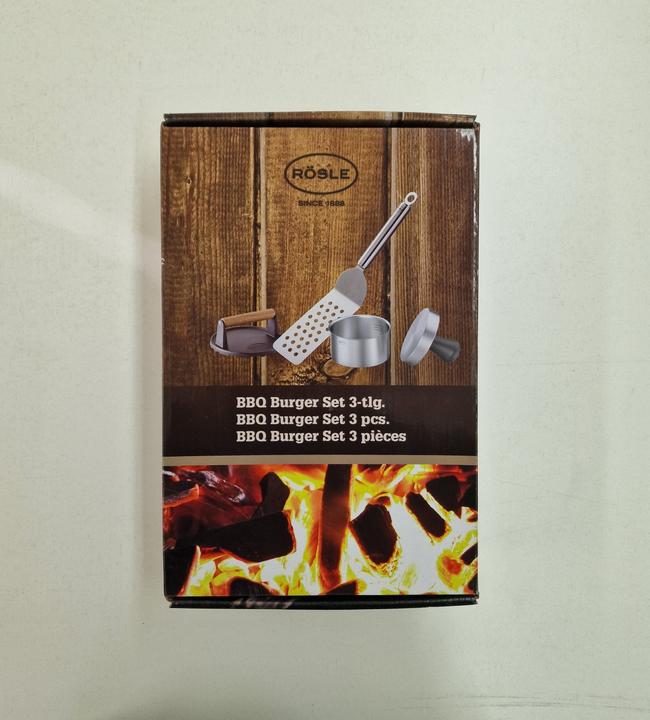 RÖSLE
SINCE 1888
BBQ Burger Set 3-tlg.
BBQ Burger Set 3 pcs.
BBQ Burger Set 3 pièces